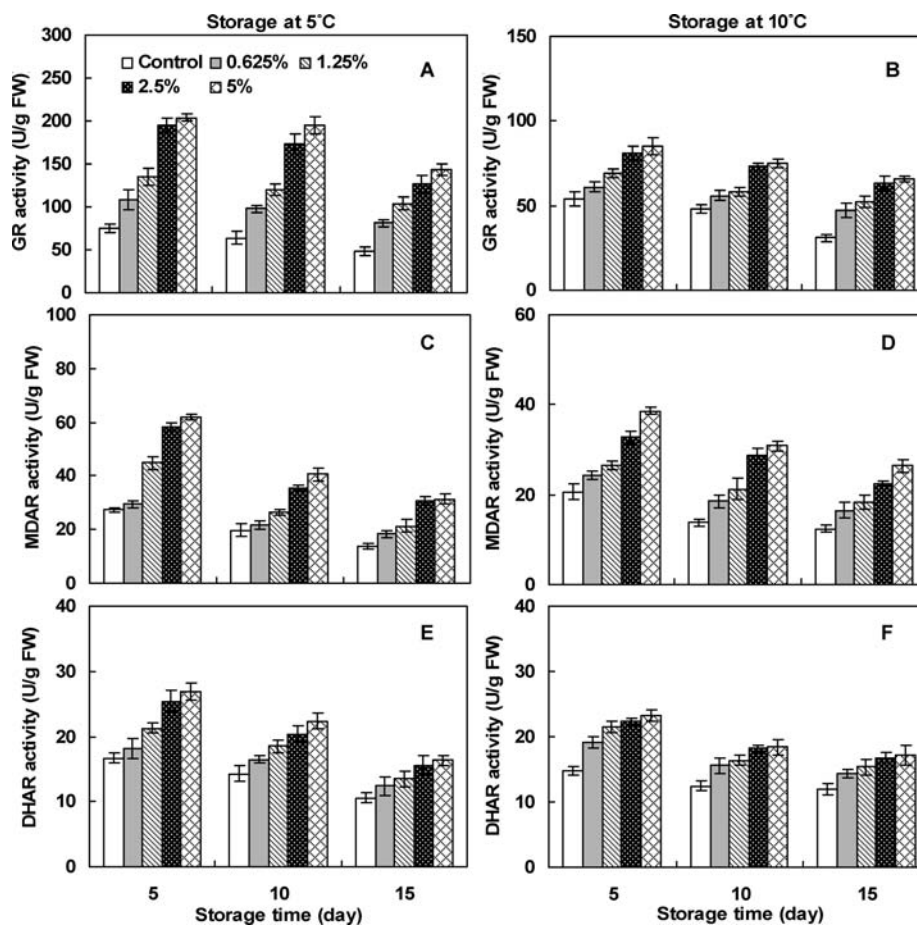 Storage at 5°C
Storage at 10°C
300
250
200
150
100
50
0
GR activity (U/g FW)
Control 0.625% 1.25%
2.5% 5%
A
150
100
50
0
GR activity (U/g FW)
B
100
80
60
40
20
0
MDAR activity (U/g FW)
C
60
40
20
0
MDAR activity (U/g FW)
D
40
30
20
10
0
DHAR activity (U/g FW)
E
5 10 15
Storage time (day)
40
30
20
10
0
DHAR activity (U/g FW)
F
5 10 15
Storage time (day)